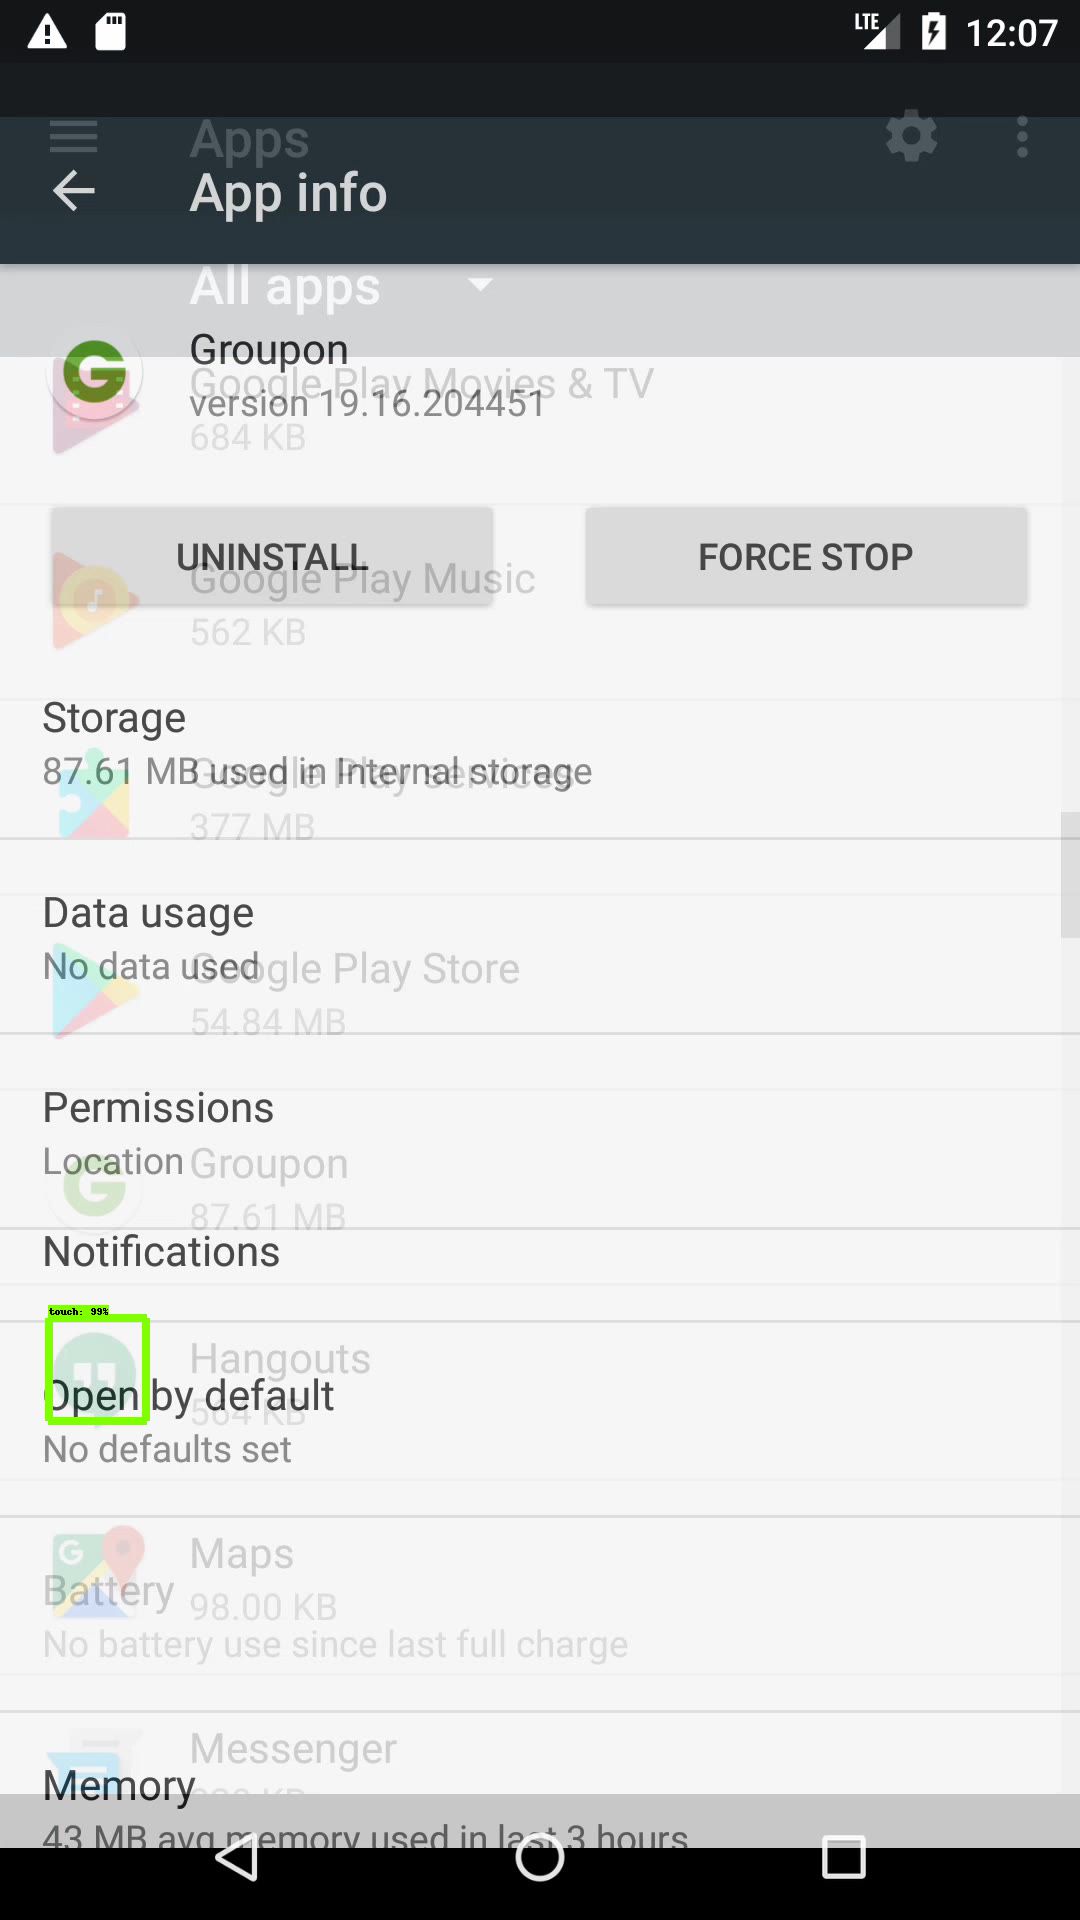 LTE 12:07
Apps
App info
All apps
Groupon
Google Play Movies & TV
version 19.16.204451
684 KB
UNINSTALL
FORCE STOP
Google Play Music
562 KB
Storage
87.61 MB used in Internal storage
Google Play services
377 MB
Data usage
No data used
Google Play Store
54.84 MB
Permissions
Location
Groupon
87.61 MB
Notifications
touch: 99%
Hangouts
Open by default
564 KB
No defaults set
G
Maps
Battery
98.00 KB
No battery use since last full charge
Messenger
Memory
KB
43 MB avg memory used in last 3 hours